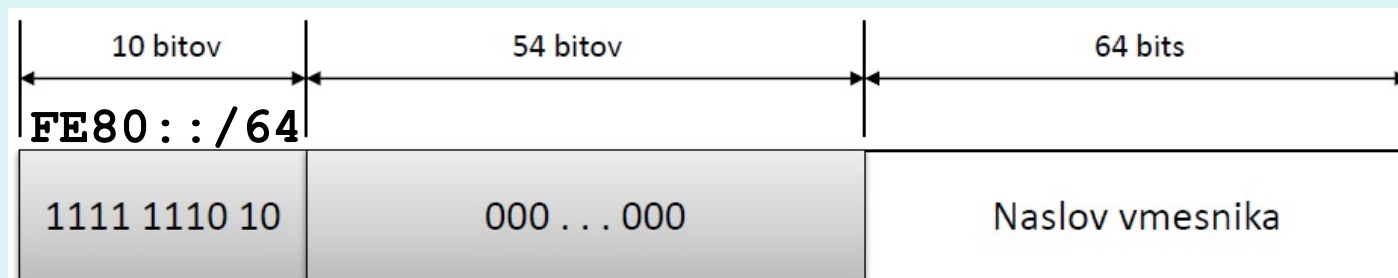 10 bitov 54 bitov 64 bits
FE80::/64
1111 1110 10 000 . . . 000 Naslov vmesnika